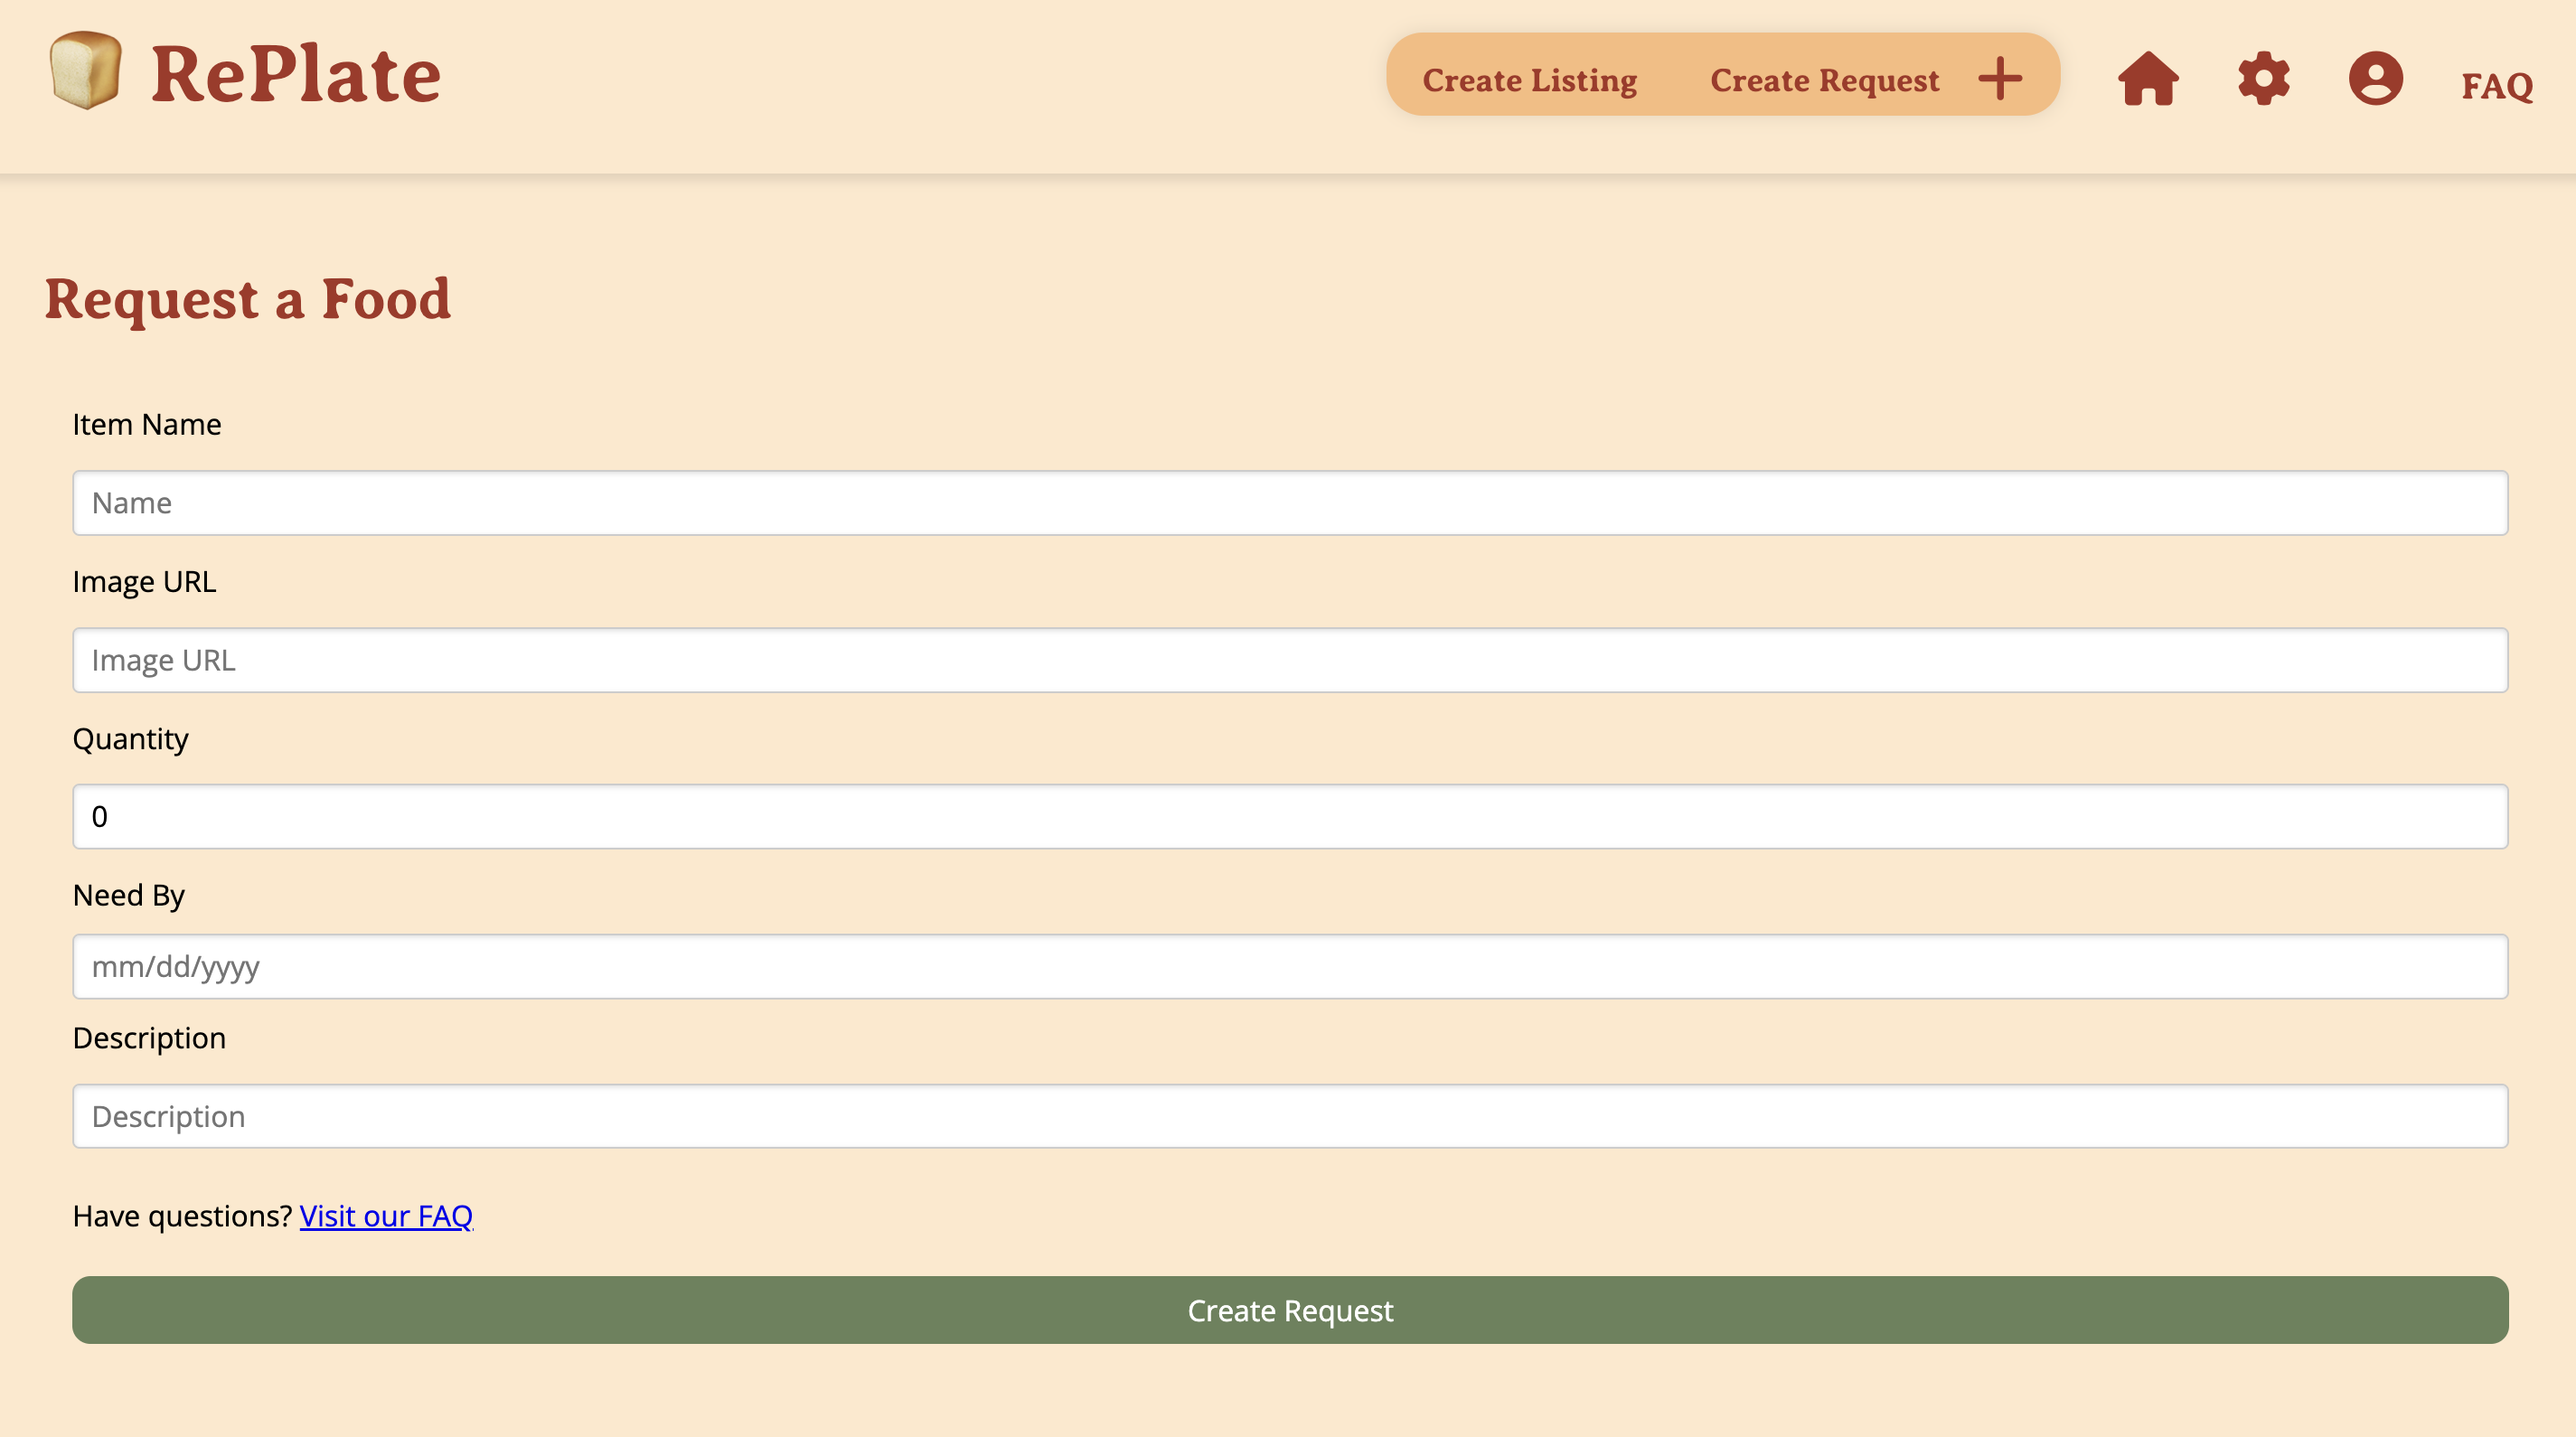 RePlate
Create Listing Create Request FAQ
Request a Food
Item Name
Name
Image URL
Image URL
Quantity
0
Need By
mm/dd/yyyy
Description
Description
Have questions? Visit our FAQ
Create Request